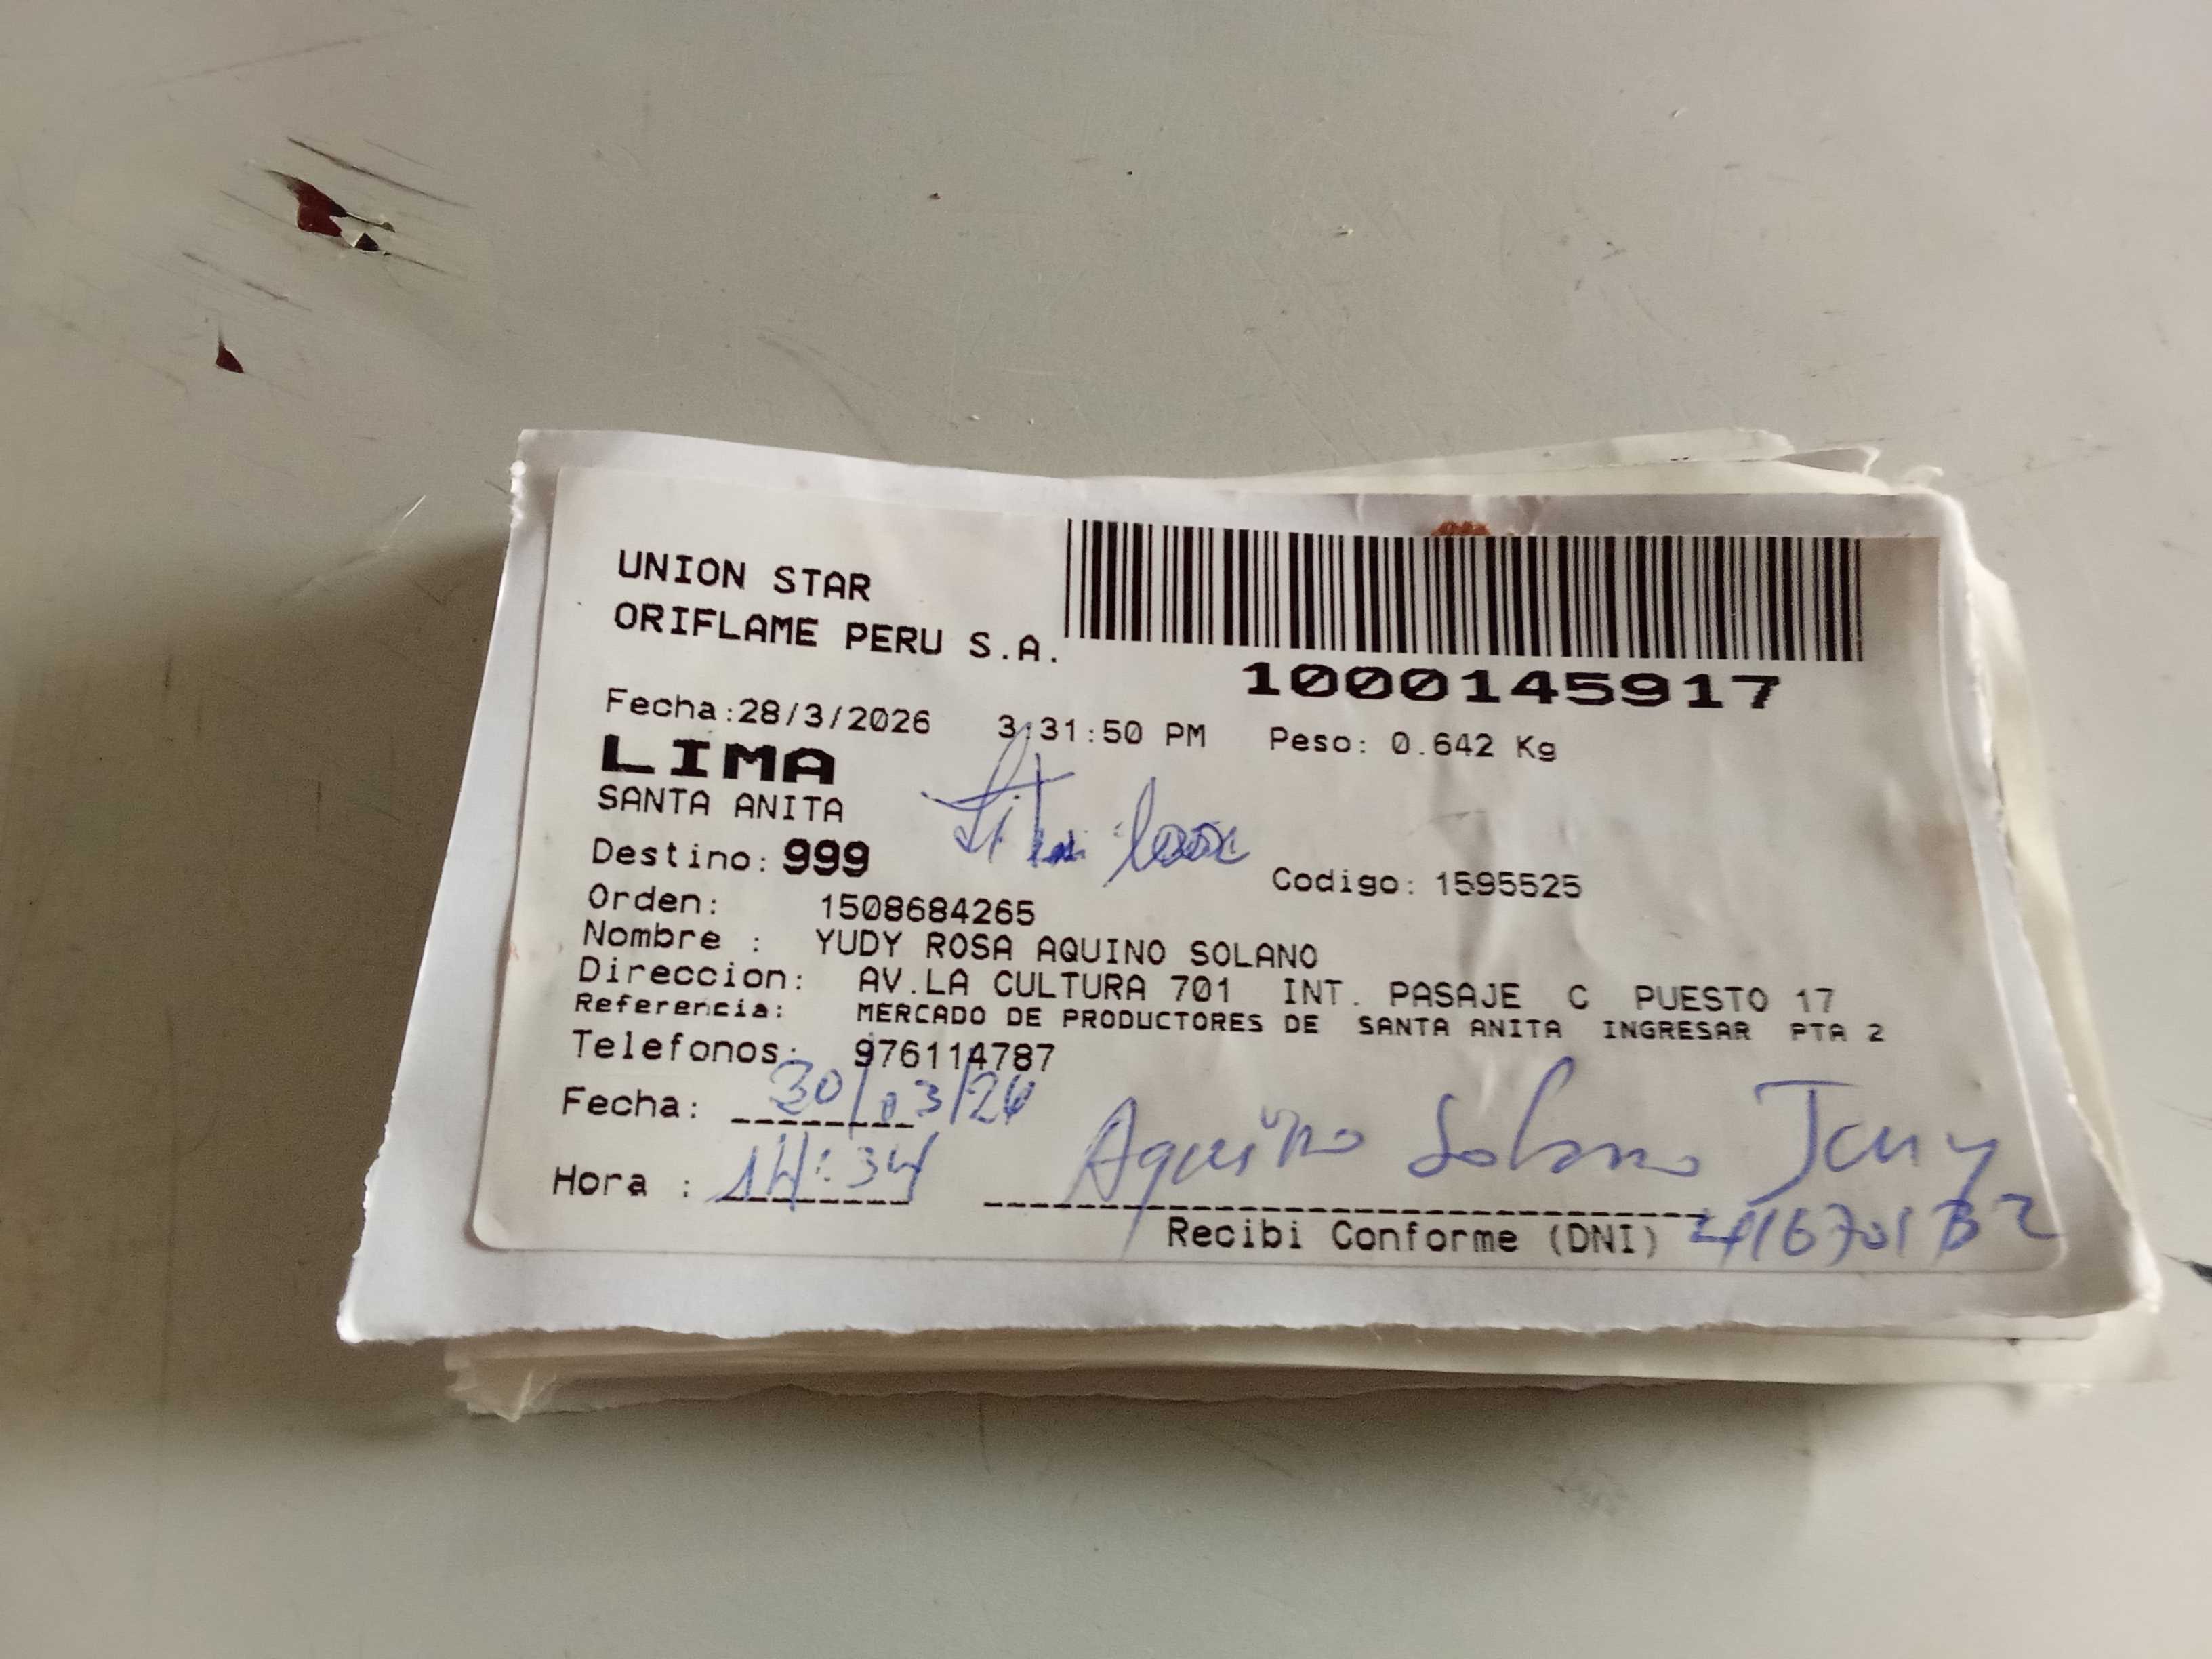 UNION STAR
ORIFLAME PERU S.A.
1000145917
Fecha:28/3/2026 3:31:50 PM Peso: 0.642 Kg
LIMA
SANTA ANITA
Destino: 999
Codigo: 1595525
Orden: 1508684265
Nombre : YUDY ROSA AQUINO SOLANO
Direccion: AV.LA CULTURA 701 INT. PASAJE C PUESTO 17
Referencia: MERCADO DE PRODUCTORES DE SANTA ANITA INGRESAR PTA 2
Telefonos: 976114787
Fecha: 30/03/26
Hora : 14:34
Aquino Solano
Recibi Conforme (DNI)